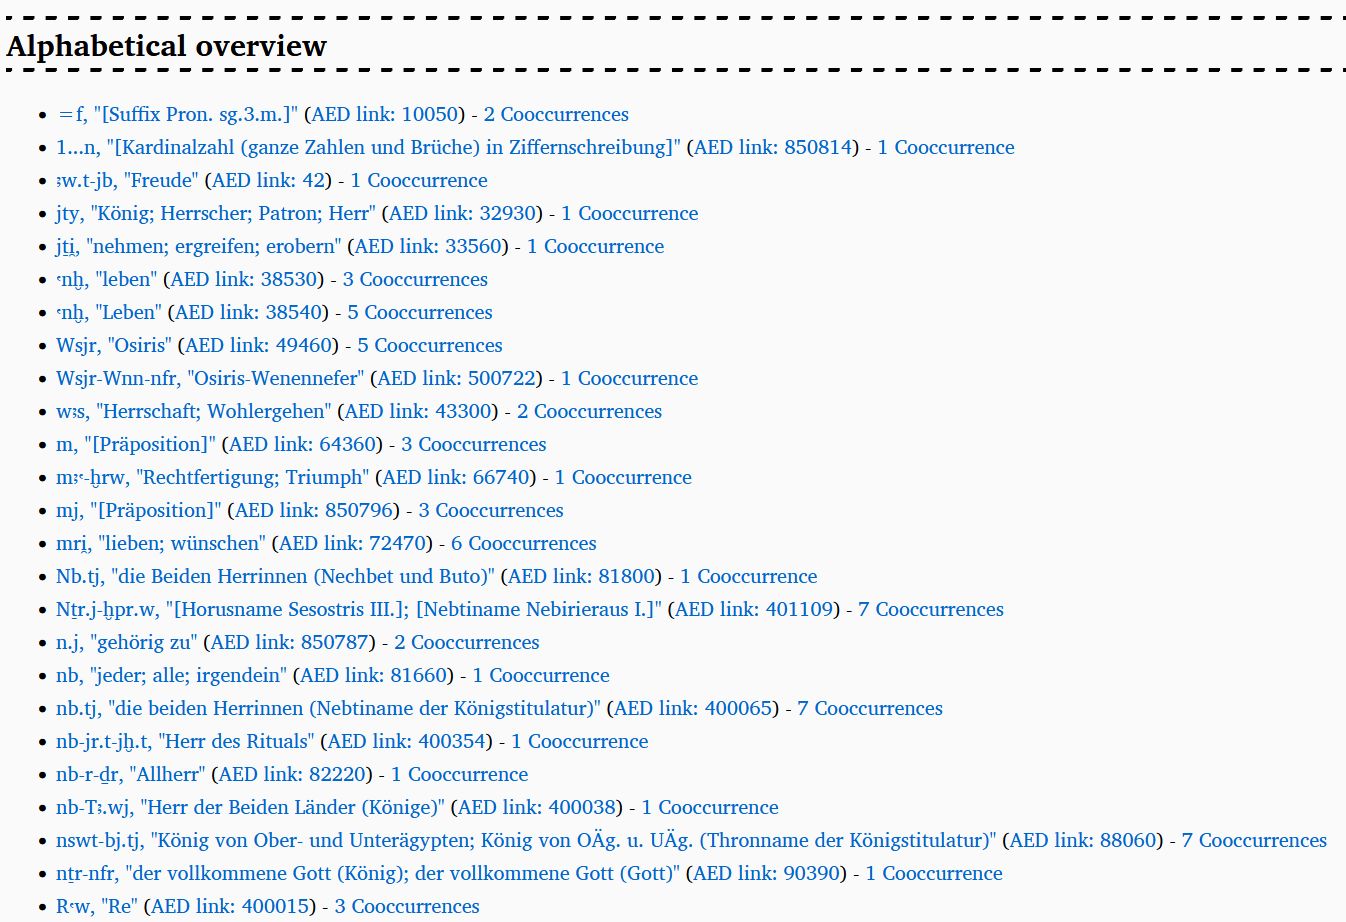 Alphabetical overview
⸗f, "[Suffix Pron. sg.3.m.]" (AED link: 10050) - 2 Cooccurrences
1...n, "[Kardinalzahl (ganze Zahlen und Brüche) in Ziffernschreibung]" (AED link: 850814) - 1 Cooccurrence
ꜣw.t-jb, "Freude" (AED link: 42) - 1 Cooccurrence
jty, "König; Herrscher; Patron; Herr" (AED link: 32930) - 1 Cooccurrence
jṯi̯, "nehmen; ergreifen; erobern" (AED link: 33560) - 1 Cooccurrence
ꜥnḫ, "leben" (AED link: 38530) - 3 Cooccurrences
ꜥnḫ, "Leben" (AED link: 38540) - 5 Cooccurrences
Wsjr, "Osiris" (AED link: 49460) - 5 Cooccurrences
Wsjr-Wnn-nfr, "Osiris-Wenennefer" (AED link: 500722) - 1 Cooccurrence
wꜣs, "Herrschaft; Wohlergehen" (AED link: 43300) - 2 Cooccurrences
m, "[Präposition]" (AED link: 64360) - 3 Cooccurrences
mꜣꜥ-ḫrw, "Rechtfertigung; Triumph" (AED link: 66740) - 1 Cooccurrence
mj, "[Präposition]" (AED link: 850796) - 3 Cooccurrences
mri̯, "lieben; wünschen" (AED link: 72470) - 6 Cooccurrences
Nb.tj, "die Beiden Herrinnen (Nechbet und Buto)" (AED link: 81800) - 1 Cooccurrence
Nṯr.j-ḫpr.w, "[Horusname Sesostris III.]; [Nebtiname Nebirieraus I.]" (AED link: 401109) - 7 Cooccurrences
n.j, "gehörig zu" (AED link: 850787) - 2 Cooccurrences
nb, "jeder; alle; irgendein" (AED link: 81660) - 1 Cooccurrence
nb.tj, "die beiden Herrinnen (Nebtiname der Königstitulatur)" (AED link: 400065) - 7 Cooccurrences
nb-jr.t-jḫ.t, "Herr des Rituals" (AED link: 400354) - 1 Cooccurrence
nb-r-ḏr, "Allherr" (AED link: 82220) - 1 Cooccurrence
nb-Tꜣ.wj, "Herr der Beiden Länder (Könige)" (AED link: 400038) - 1 Cooccurrence
nswt-bj.tj, "König von Ober- und Unterägypten; König von OÄg. u. UÄg. (Thronname der Königstitulatur)" (AED link: 88060) - 7 Cooccurrences
nṯr-nfr, "der vollkommene Gott (König); der vollkommene Gott (Gott)" (AED link: 90390) - 1 Cooccurrence
Rꜥw, "Re" (AED link: 400015) - 3 Cooccurrences